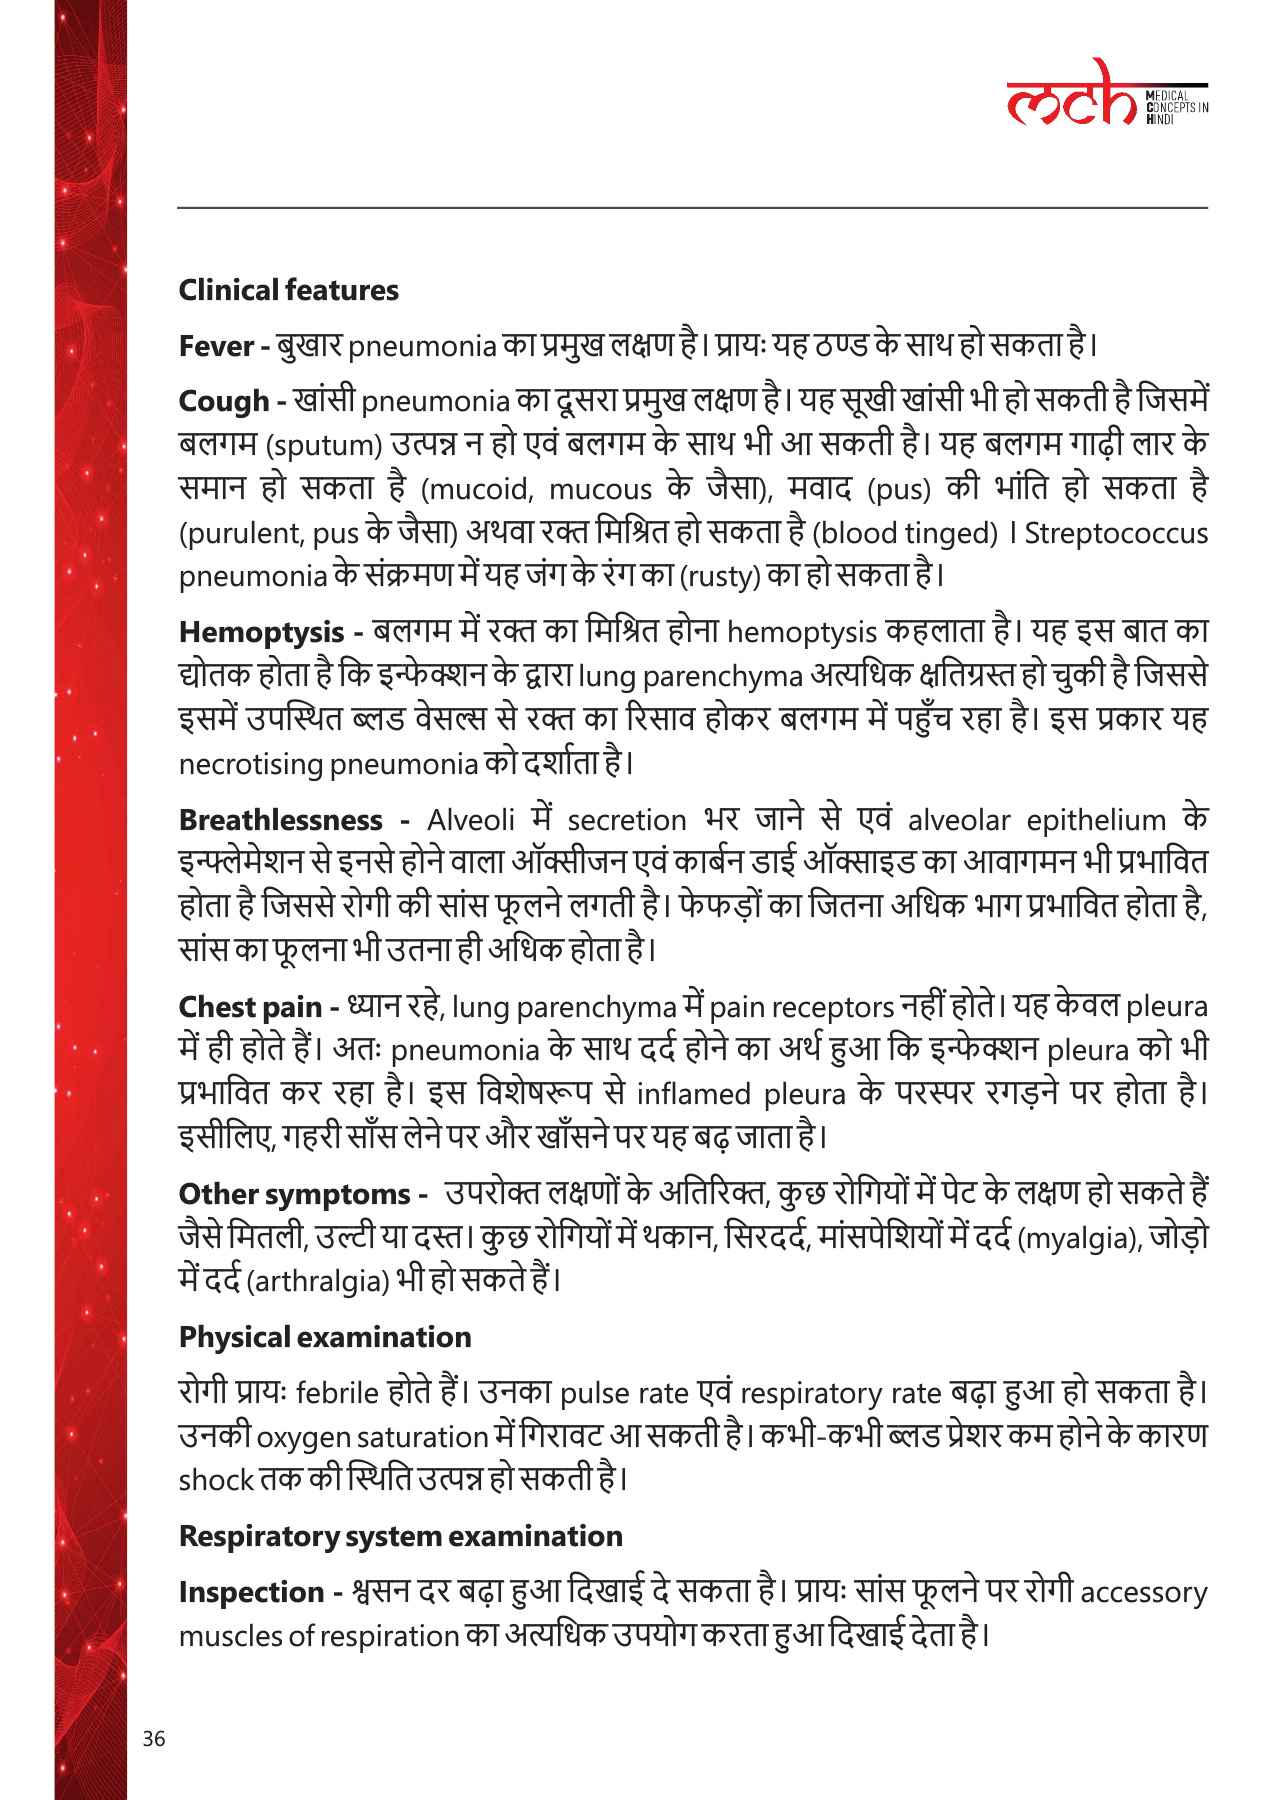 mch MEDICAL
CONCEPTS IN
HINDI
Clinical features
Fever - बुखार pneumonia का प्रमुख लक्षण है। प्रायः यह ठण्ड के साथ हो सकता है।
Cough - खांसी pneumonia का दूसरा प्रमुख लक्षण है। यह सूखी खांसी भी हो सकती है जिसमें
बलगम (sputum) उत्पन्न न हो एवं बलगम के साथ भी आ सकती है। यह बलगम गाढ़ी लार के
समान हो सकता है (mucoid, mucous के जैसा), मवाद (pus) की भांति हो सकता है
(purulent, pus के जैसा) अथवा रक्त मिश्रित हो सकता है (blood tinged) । Streptococcus
pneumonia के संक्रमण में यह जंग के रंग का (rusty) का हो सकता है।
Hemoptysis - बलगम में रक्त का मिश्रित होना hemoptysis कहलाता है। यह इस बात का
द्योतक होता है कि इन्फेक्शन के द्वारा lung parenchyma अत्यधिक क्षतिग्रस्त हो चुकी है जिससे
इसमें उपस्थित ब्लड वेसल्स से रक्त का रिसाव होकर बलगम में पहुँच रहा है। इस प्रकार यह
necrotising pneumonia को दर्शाता है।
Breathlessness - Alveoli में secretion भर जाने से एवं alveolar epithelium के
इन्फ्लेमेशन से इनसे होने वाला ऑक्सीजन एवं कार्बन डाई ऑक्साइड का आवागमन भी प्रभावित
होता है जिससे रोगी की सांस फूलने लगती है। फेफड़ों का जितना अधिक भाग प्रभावित होता है,
सांस का फूलना भी उतना ही अधिक होता है।
Chest pain - ध्यान रहे, lung parenchyma में pain receptors नहीं होते। यह केवल pleura
में ही होते हैं। अतः pneumonia के साथ दर्द होने का अर्थ हुआ कि इन्फेक्शन pleura को भी
प्रभावित कर रहा है। इस विशेषरूप से inflamed pleura के परस्पर रगड़ने पर होता है।
इसीलिए, गहरी साँस लेने पर और खाँसने पर यह बढ़ जाता है।
Other symptoms - उपरोक्त लक्षणों के अतिरिक्त, कुछ रोगियों में पेट के लक्षण हो सकते हैं
जैसे मितली, उल्टी या दस्त। कुछ रोगियों में थकान, सिरदर्द, मांसपेशियों में दर्द (myalgia), जोड़ो
में दर्द (arthralgia) भी हो सकते हैं।
Physical examination
रोगी प्रायः febrile होते हैं। उनका pulse rate एवं respiratory rate बढ़ा हुआ हो सकता है।
उनकी oxygen saturation में गिरावट आ सकती है। कभी-कभी ब्लड प्रेशर कम होने के कारण
shock तक की स्थिति उत्पन्न हो सकती है।
Respiratory system examination
Inspection - श्वसन दर बढ़ा हुआ दिखाई दे सकता है। प्रायः सांस फूलने पर रोगी accessory
muscles of respiration का अत्यधिक उपयोग करता हुआ दिखाई देता है।
36